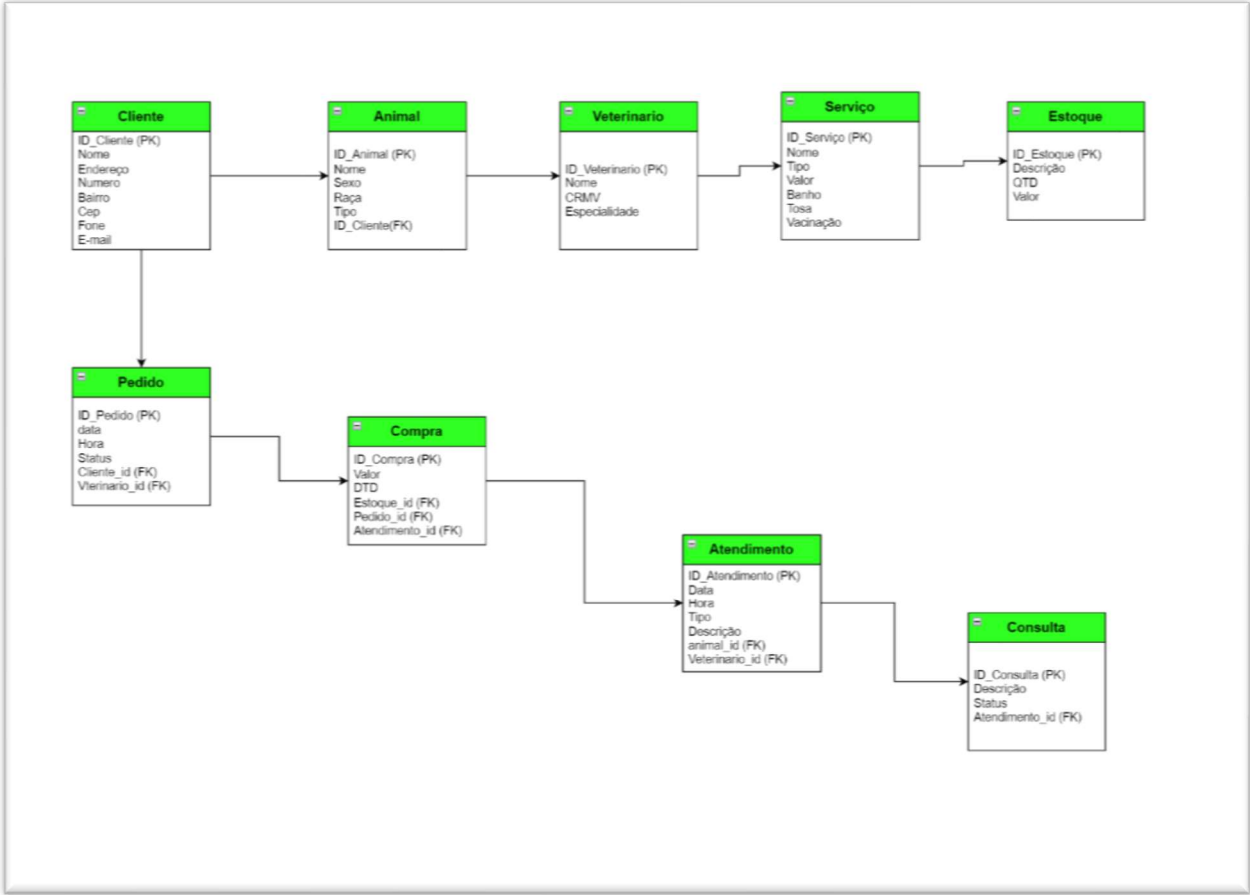 Cliente
ID_Cliente (PK)
Nome
Endereço
Numero
Bairro
Cep
Fone
E-mail
Animal
ID_Animal (PK)
Nome
Sexo
Raça
Tipo
ID_Cliente(FK)
Veterinario
ID_Veterinario (PK)
Nome
CRMV
Especialidade
Serviço
ID_Serviço (PK)
Nome
Tipo
Valor
Banho
Tosa
Vacinação
Estoque
ID_Estoque (PK)
Descrição
QTD
Valor
Pedido
ID_Pedido (PK)
data
Hora
Status
Cliente_id (FK)
Vterinario_id (FK)
Compra
ID_Compra (PK)
Valor
DTD
Estoque_id (FK)
Pedido_id (FK)
Atendimento_id (FK)
Atendimento
ID_Atendimento (PK)
Data
Hora
Tipo
Descrição
animal_id (FK)
Veterinario_id (FK)
Consulta
ID_Consulta (PK)
Descrição
Status
Atendimento_id (FK)